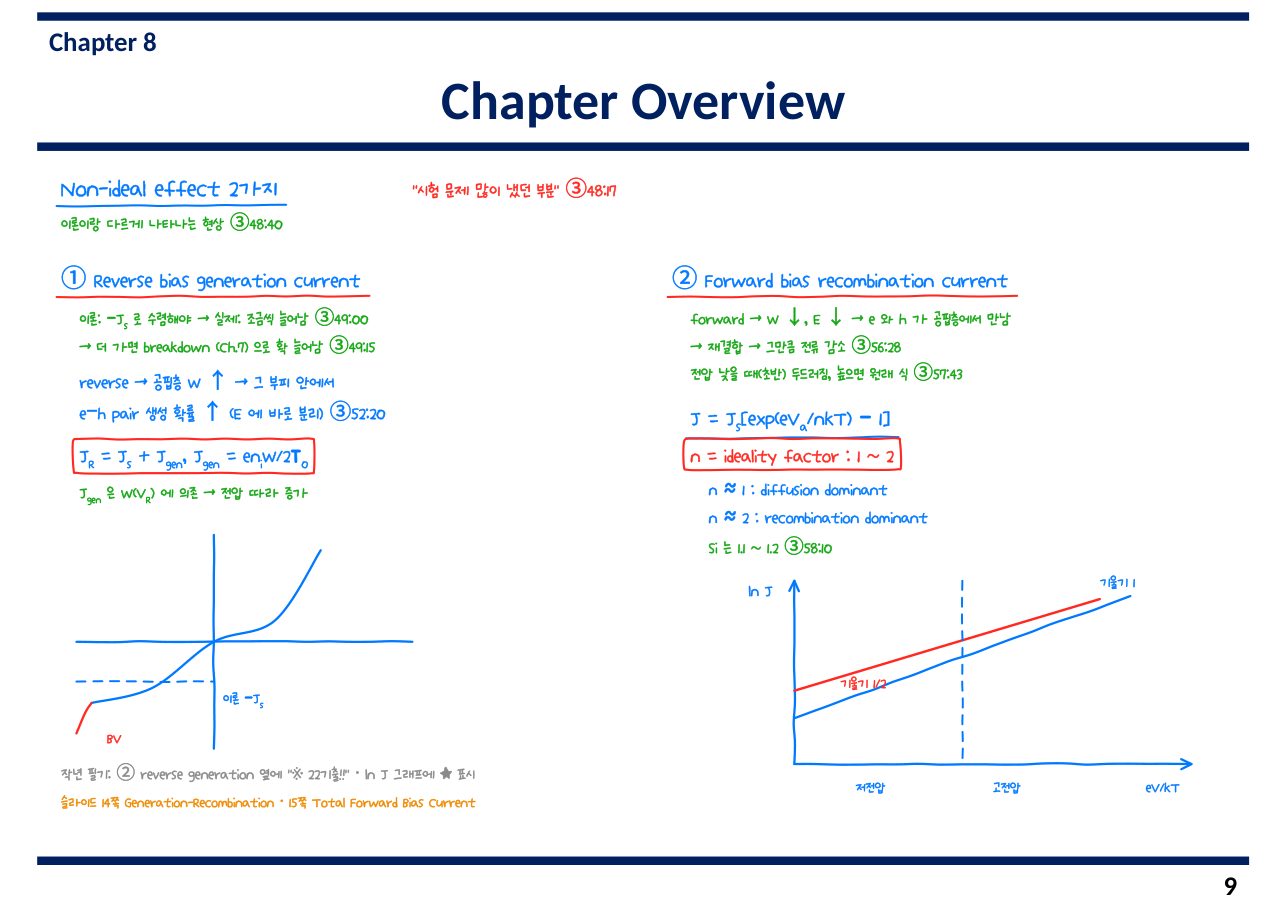 Chapter 8
Chapter Overview
Non-ideal effect 2가지
"시험 문제 많이 냈던 부분" ③48:17
이론이랑 다르게 나타나는 현상 ③48:40
① Reverse bias generation current
이론: -Js 로 수렴해야 → 실제: 조금씩 늘어남 ③49:00
→ 더 가면 breakdown (Ch.7) 으로 확 늘어남 ③49:15
reverse → 공핍층 W ↑ → 그 부피 안에서
e-h pair 생성 확률 ↑ (E 에 바로 분리) ③52:20
JR = Js + Jgen, Jgen = eniW/2T0
Jgen 은 W(VR) 에 의존 → 전압 따라 증가
이론 -Js
BV
작년 필기: ② reverse generation 옆에 "※ 22기출!!" · ln J 그래프에 ★ 표시
슬라이드 14쪽 Generation-Recombination · 15쪽 Total Forward Bias Current
② Forward bias recombination current
forward → W ↓, E ↓ → e 와 h 가 공핍층에서 만남
→ 재결합 → 그만큼 전류 감소 ③56:28
전압 낮을 때(초반) 두드러짐, 높으면 원래 식 ③57:43
J = Js[exp(eVa/nkT) - 1]
n = ideality factor : 1 ~ 2
n ≈ 1 : diffusion dominant
n ≈ 2 : recombination dominant
Si 는 1.1 ~ 1.2 ③58:10
ln J
기울기 1
기울기 1/2
저전압
고전압
eV/kT
9